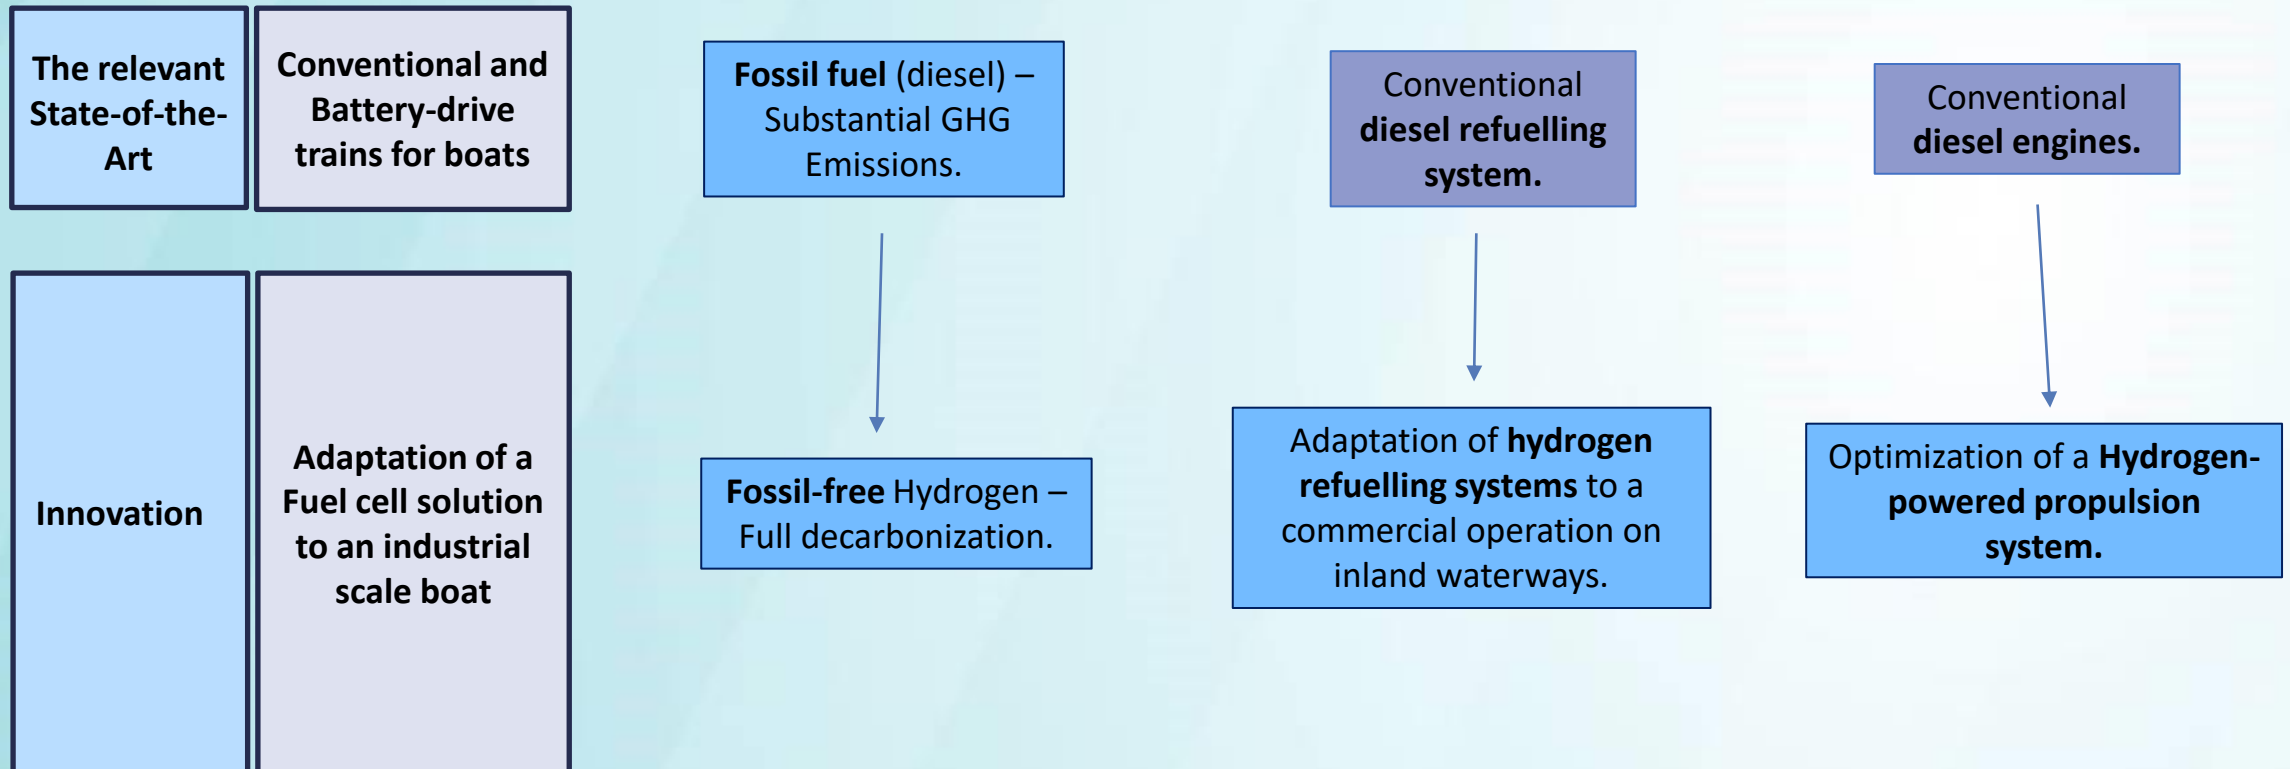 The relevant
State-of-the-
Art
Conventional and
Battery-drive
trains for boats
Fossil fuel (diesel) –
Substantial GHG
Emissions.
Conventional
diesel refuelling
system.
Conventional
diesel engines.
Innovation
Adaptation of a
Fuel cell solution
to an industrial
scale boat
Fossil-free Hydrogen –
Full decarbonization.
Adaptation of hydrogen
refuelling systems to a
commercial operation on
inland waterways.
Optimization of a Hydrogen-
powered propulsion
system.